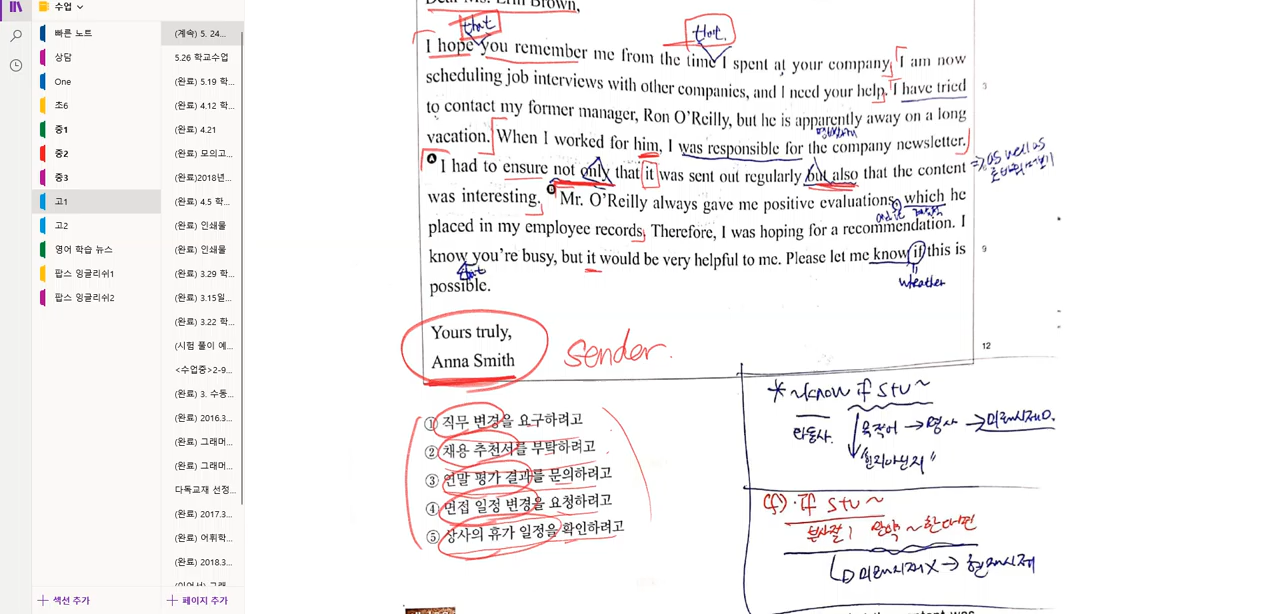 수업
빠른 노트
상담
One
초6
중1
중2
중3
고1
고2
영어 학습 뉴스
팝스 잉글리쉬1
팝스 잉글리쉬2
섹션 추가
(계속) 5. 24...
5.26 학교수업
(완료) 5.19 학...
(완료) 4.12 학...
(완료) 4.21
(완료) 모의고...
(완료)2018년...
(완료) 4.5 학...
(완료) 인쇄물
(완료) 인쇄물
(완료) 3.29 학...
(완료) 3.15일...
(완료) 3.22 학...
(시험 풀이 예...
<수업중>2-9...
(완료) 3. 수동...
(완료) 2016.3...
(완료) 그래머...
(완료) 그래머...
다독교재 선정...
(완료) 2017.3...
(완료) 어휘학...
(완료) 2018.3...
페이지 추가
Dear Ms. Erin Brown,
that
that
I hope you remember me from the time I spent at your company. I am now
scheduling job interviews with other companies, and I need your help. I have tried
3
to contact my former manager, Ron O'Reilly, but he is apparently away on a long
vacation. When I worked for him, I was responsible for the company newsletter.
A I had to ensure not only that it was sent out regularly but also that the content
=> as well as
was interesting. B Mr. O'Reilly always gave me positive evaluations, which he
placed in my employee records. Therefore, I was hoping for a recommendation. I
know you're busy, but it would be very helpful to me. Please let me know if this is
9
that
possible.
wheather
Yours truly,
Anna Smith
sender.
12
① 직무 변경을 요구하려고
② 채용 추천서를 부탁하려고
③ 연말 평가 결과를 문의하려고
④ 면접 일정 변경을 요청하려고
⑤ 상사의 휴가 일정을 확인하려고
* ~know if S+V ~
타동사. 목적어 → 명사 → 미래시제 O.
"인지 아닌지"
cf) · If S+V ~
부사절, 만약 ~한다면
미래시제 X → 현재시제